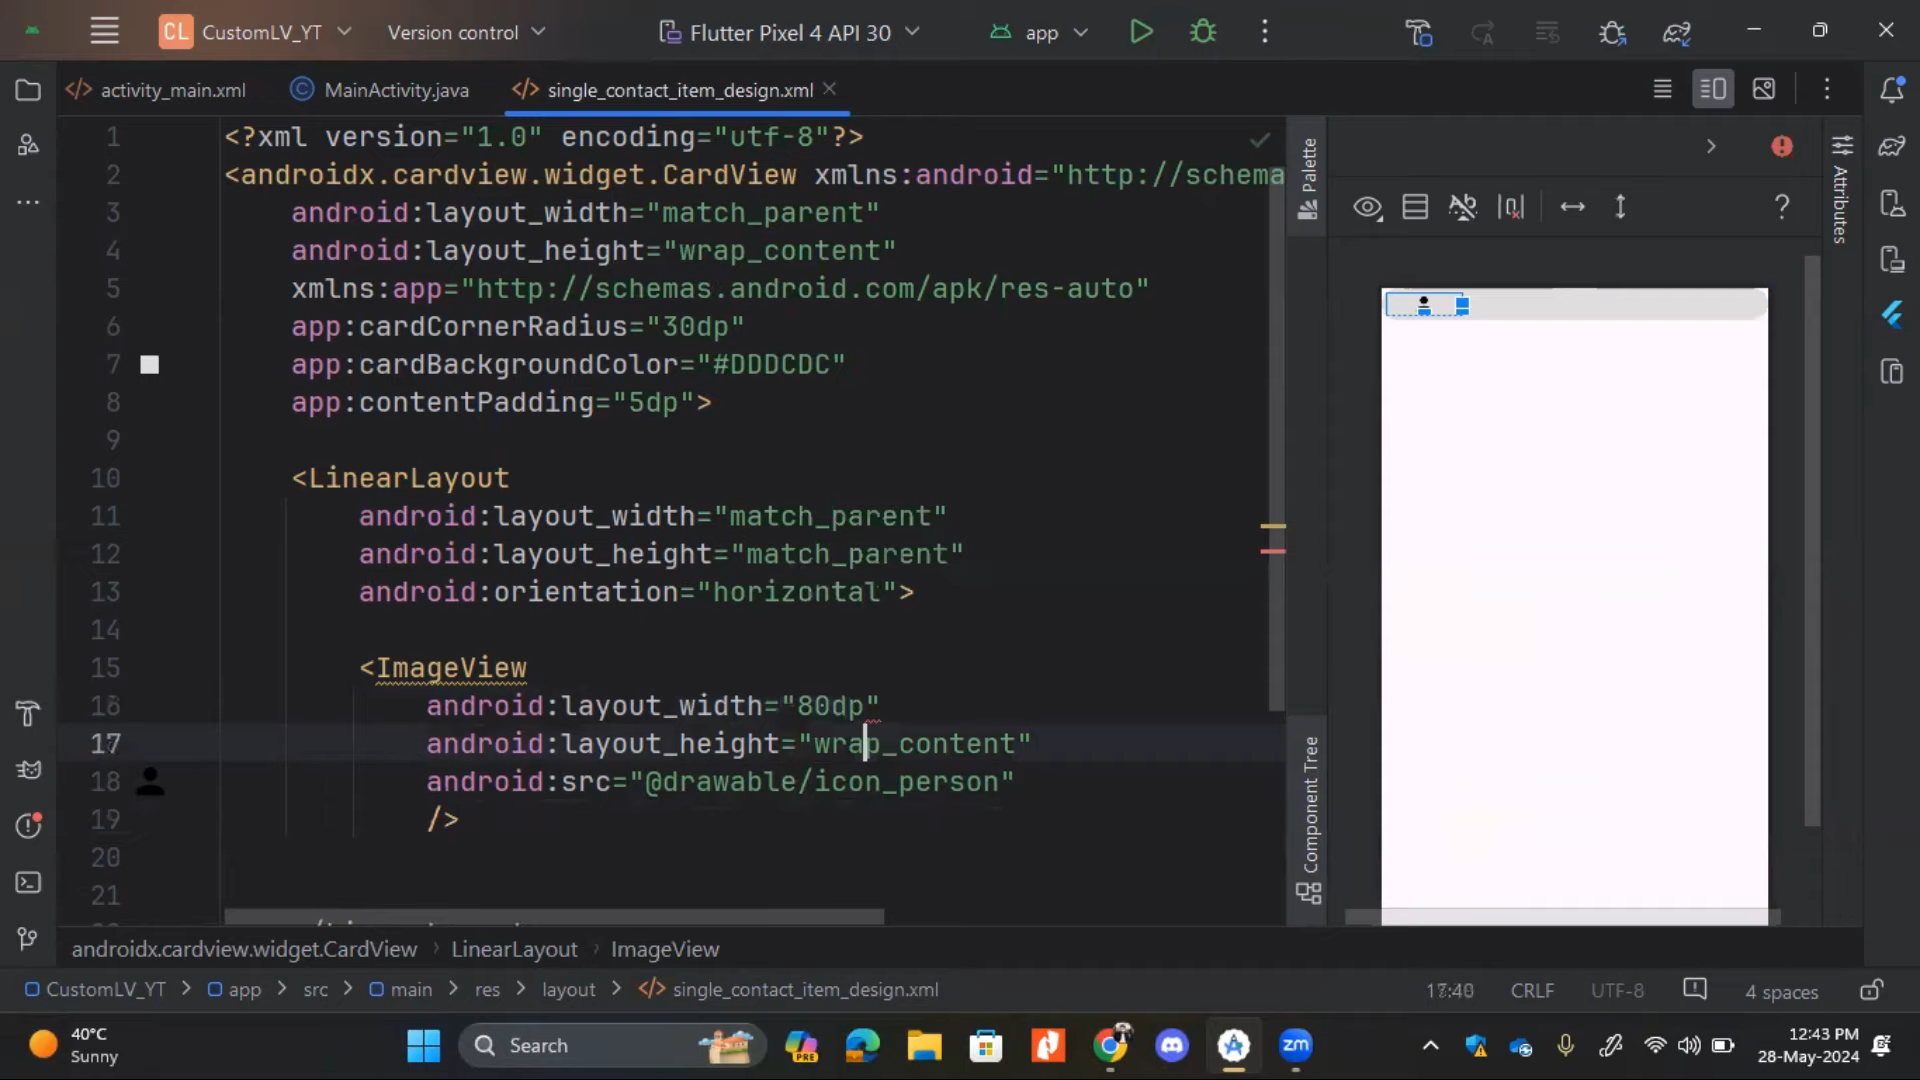 CL CustomLV_YT Version control Flutter Pixel 4 API 30 app
activity_main.xml MainActivity.java single_contact_item_design.xml
1 <?xml version="1.0" encoding="utf-8"?>
2 <androidx.cardview.widget.CardView xmlns:android="http://schema
3 android:layout_width="match_parent"
4 android:layout_height="wrap_content"
5 xmlns:app="http://schemas.android.com/apk/res-auto"
6 app:cardCornerRadius="30dp"
7 app:cardBackgroundColor="#DDDCDC"
8 app:contentPadding="5dp">
9
10 <LinearLayout
11 android:layout_width="match_parent"
12 android:layout_height="match_parent"
13 android:orientation="horizontal">
14
15 <ImageView
16 android:layout_width="80dp"
17 android:layout_height="wrap_content"
18 android:src="@drawable/icon_person"
19 />
20
21
Palette
Attributes
Component Tree
androidx.cardview.widget.CardView LinearLayout ImageView
CustomLV_YT > app > src > main > res > layout > single_contact_item_design.xml
CRLF UTF-8 4 spaces
40°C
Sunny
Search
PRE
zm
12:43 PM
28-May-2024